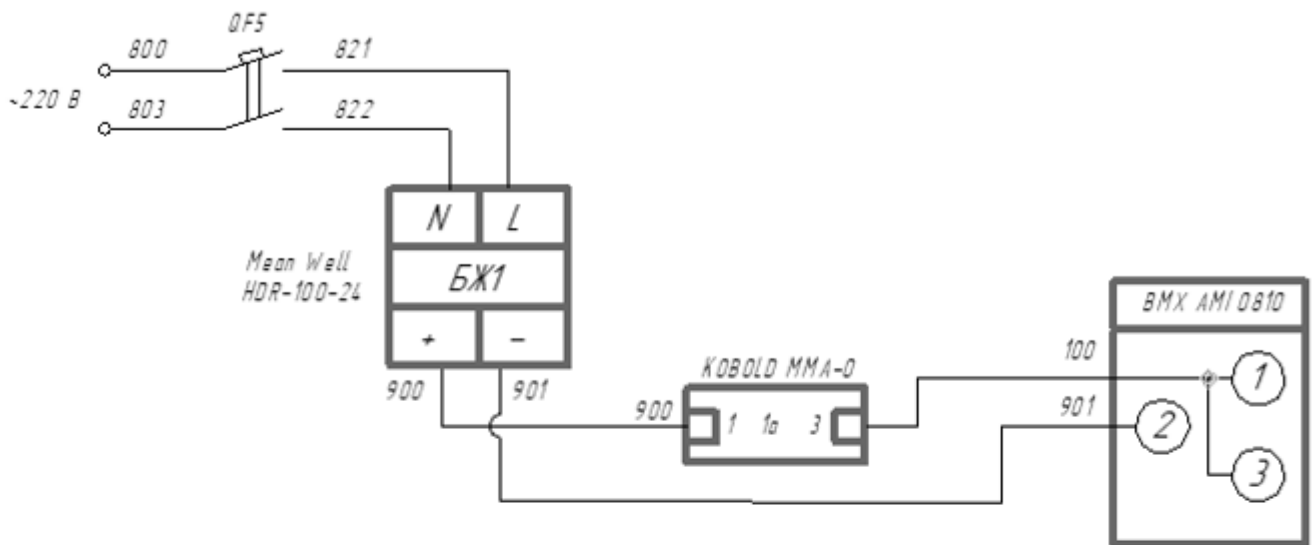 QF5
800
821
~220 В
803
822
N
L
Mean Well
HDR-100-24
БЖ1
+
-
BMX AMI 0810
100
1
KOBOLD MMA-0
900
901
900
1
1a
3
901
2
3